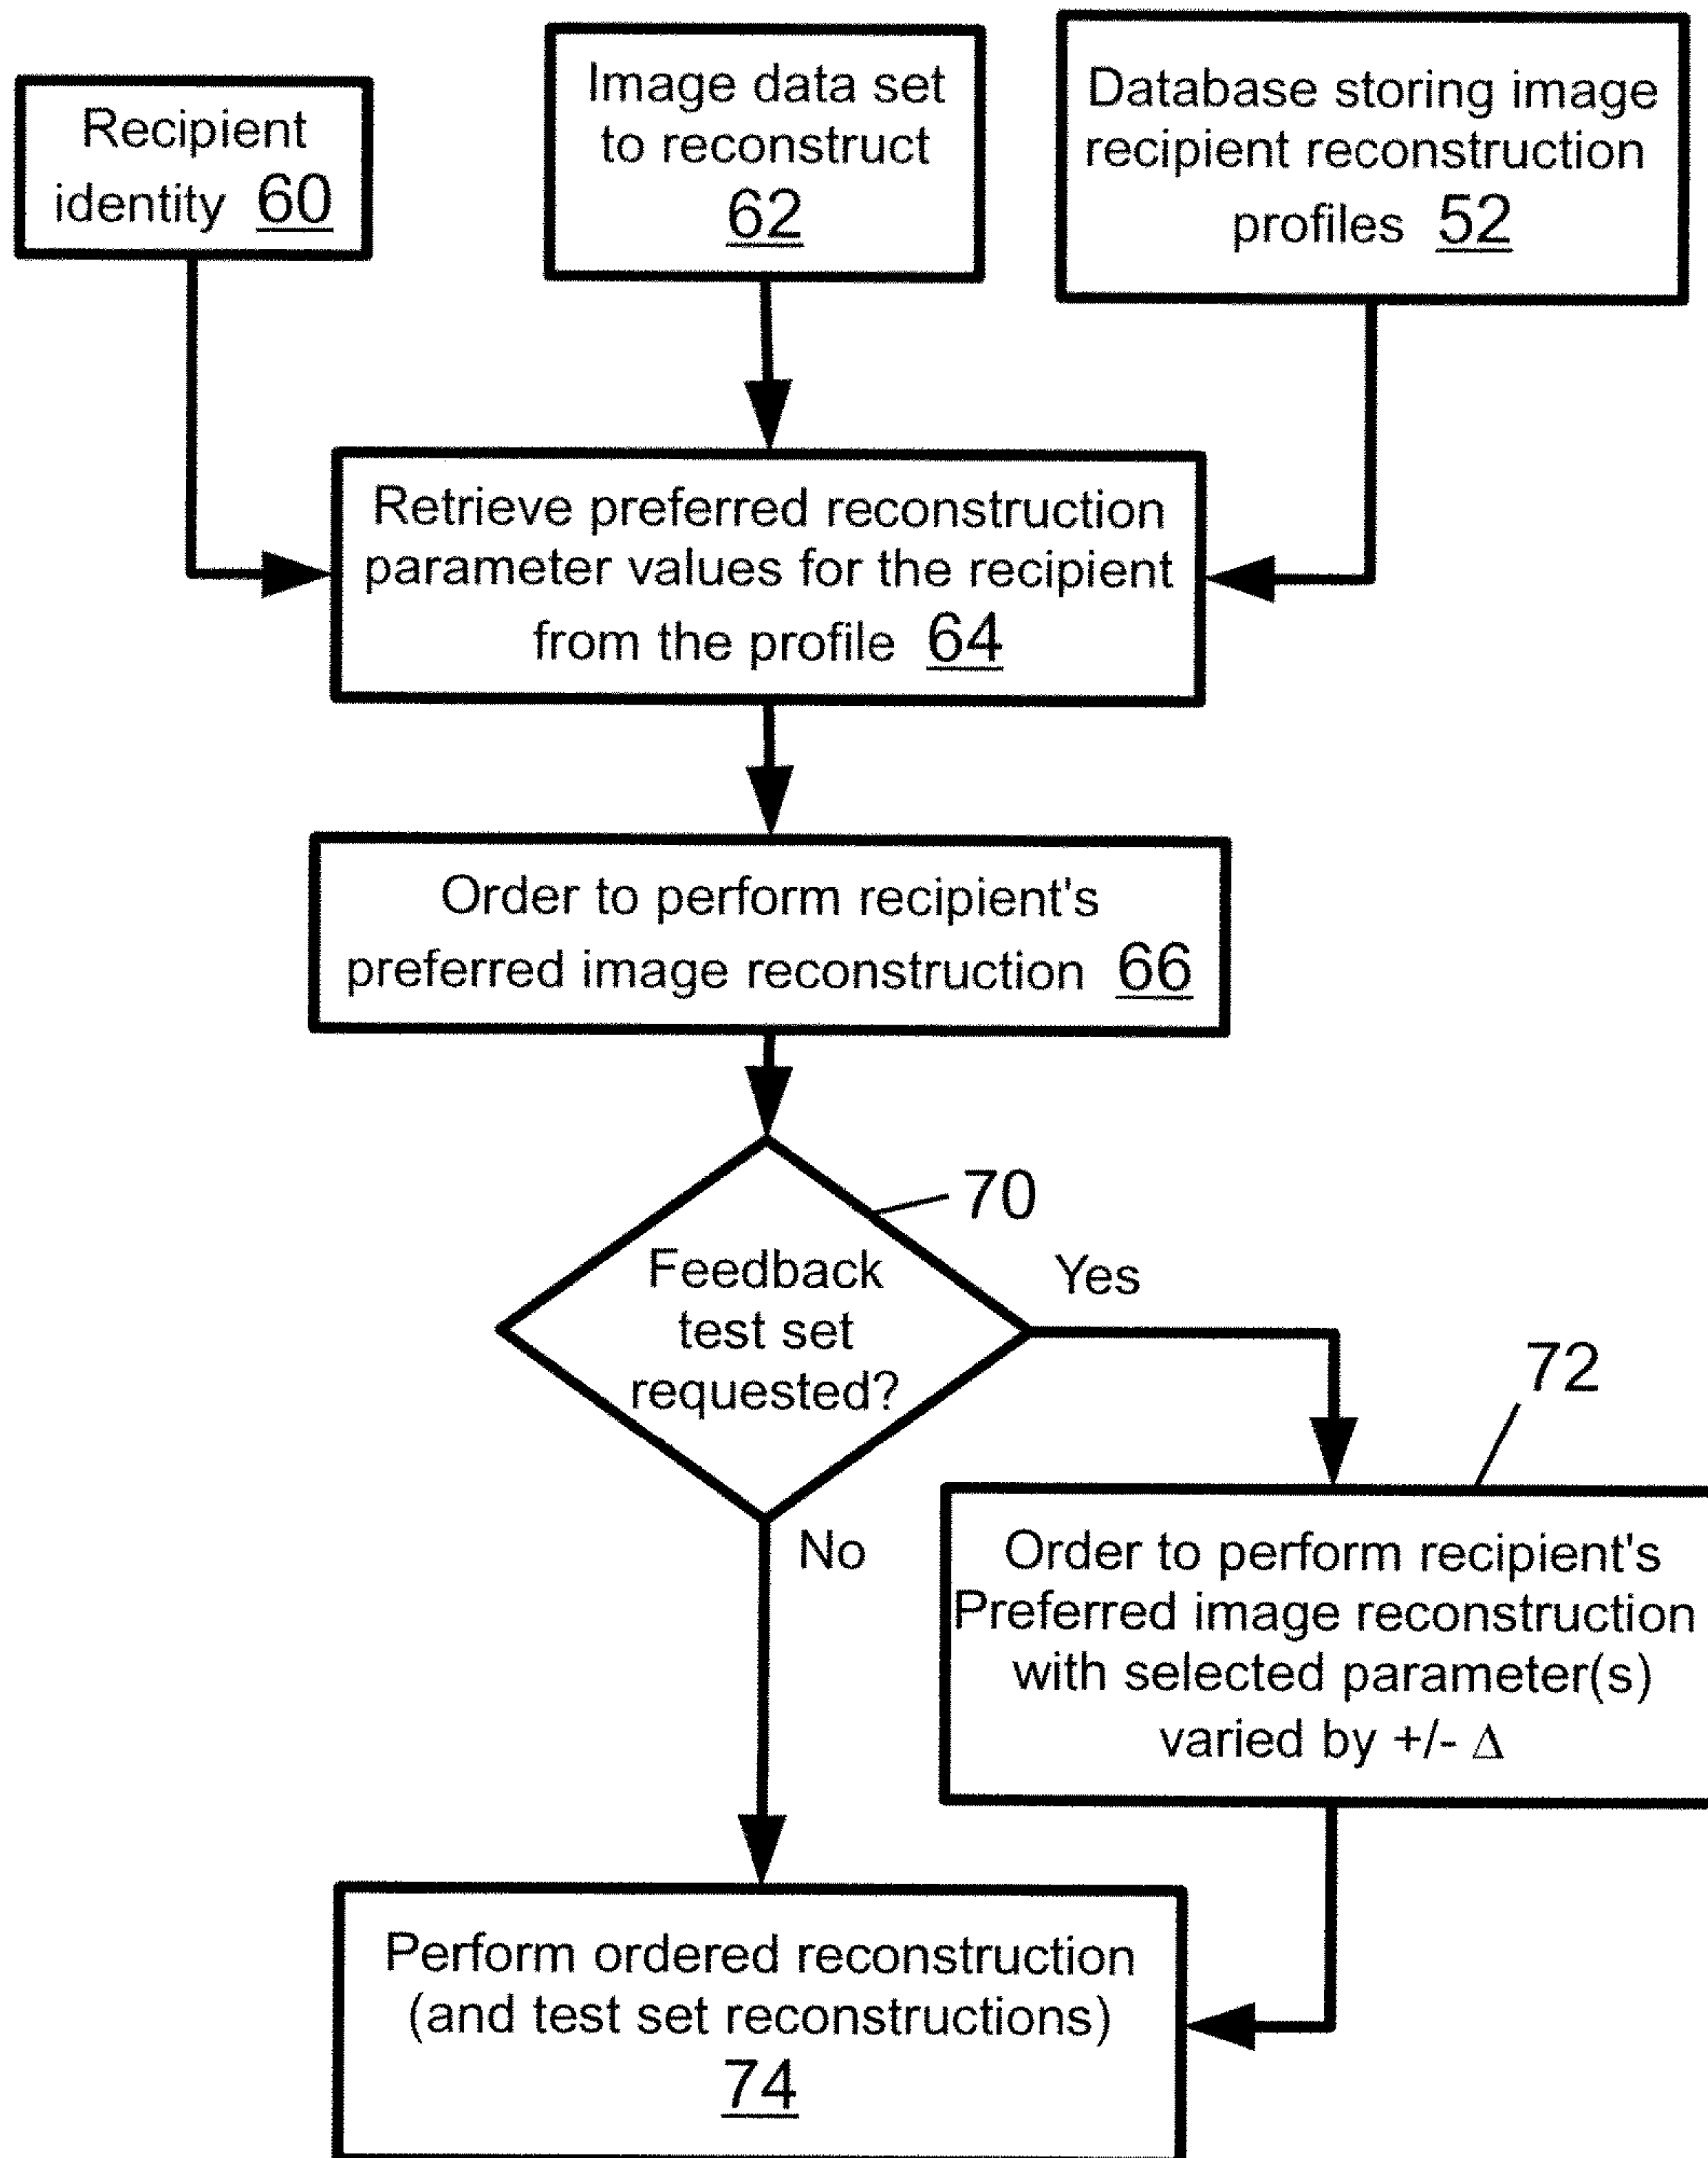 Recipient
identity 60
Image data set
to reconstruct
62
Database storing image
recipient reconstruction
profiles 52
Retrieve preferred reconstruction
parameter values for the recipient
from the profile 64
Order to perform recipient's
preferred image reconstruction 66
70
Feedback
test set
requested?
Yes
No
72
Order to perform recipient's
Preferred image reconstruction
with selected parameter(s)
varied by +/- Δ
Perform ordered reconstruction
(and test set reconstructions)
74